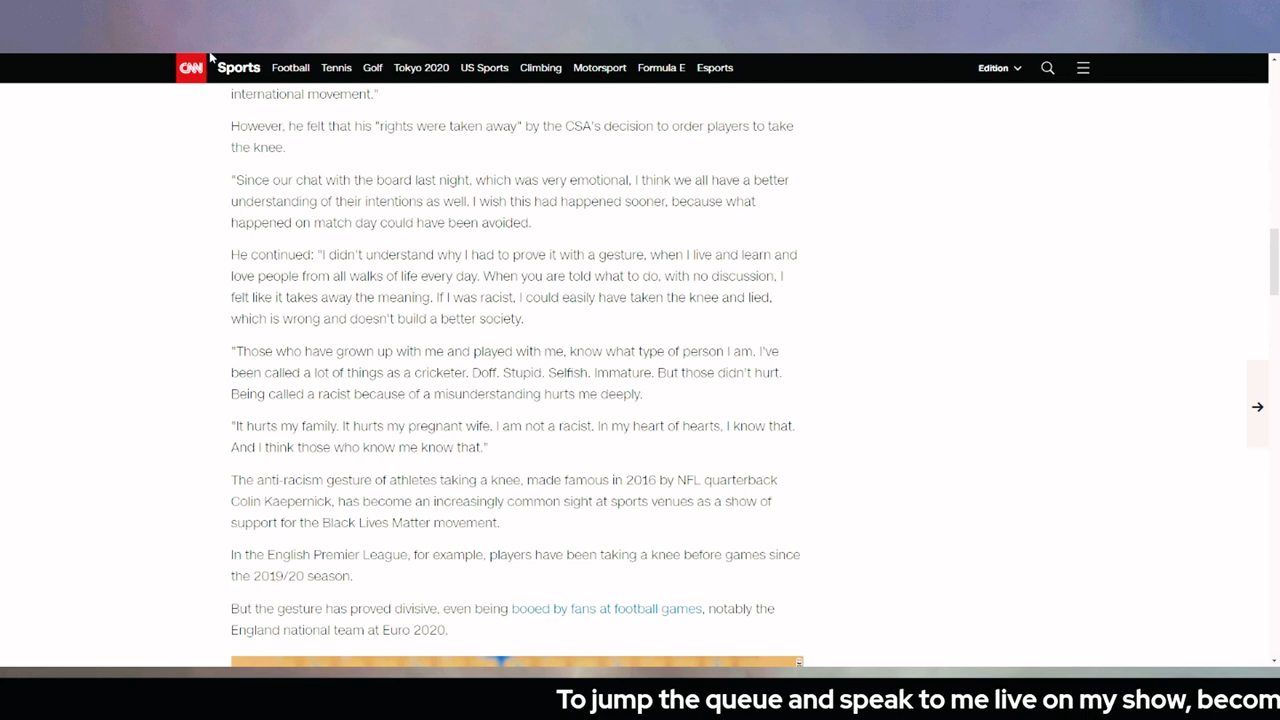 CNN Sports Football Tennis Golf Tokyo 2020 US Sports Climbing Motorsport Formula E Esports Edition
international movement."
However, he felt that his "rights were taken away" by the CSA's decision to order players to take
the knee.
"Since our chat with the board last night, which was very emotional, I think we all have a better
understanding of their intentions as well. I wish this had happened sooner, because what
happened on match day could have been avoided.
He continued: "I didn't understand why I had to prove it with a gesture, when I live and learn and
love people from all walks of life every day. When you are told what to do, with no discussion, I
felt like it takes away the meaning. If I was racist, I could easily have taken the knee and lied,
which is wrong and doesn't build a better society.
"Those who have grown up with me and played with me, know what type of person I am. I've
been called a lot of things as a cricketer. Doff. Stupid. Selfish. Immature. But those didn't hurt.
Being called a racist because of a misunderstanding hurts me deeply.
"It hurts my family. It hurts my pregnant wife. I am not a racist. In my heart of hearts, I know that.
And I think those who know me know that."
The anti-racism gesture of athletes taking a knee, made famous in 2016 by NFL quarterback
Colin Kaepernick, has become an increasingly common sight at sports venues as a show of
support for the Black Lives Matter movement.
In the English Premier League, for example, players have been taking a knee before games since
the 2019/20 season.
But the gesture has proved divisive, even being booed by fans at football games, notably the
England national team at Euro 2020.
To jump the queue and speak to me live on my show, becom